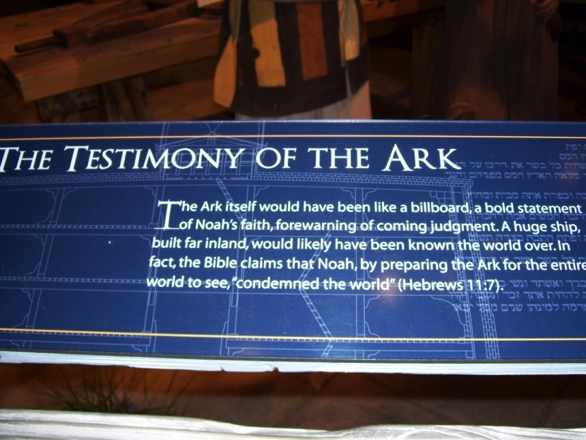 THE TESTIMONY OF THE ARK
The Ark itself would have been like a billboard, a bold statement
of Noah's faith, forewarning of coming judgment. A huge ship,
built far inland, would likely have been known the world over. In
fact, the Bible claims that Noah, by preparing the Ark for the entire
world to see, "condemned the world" (Hebrews 11:7).